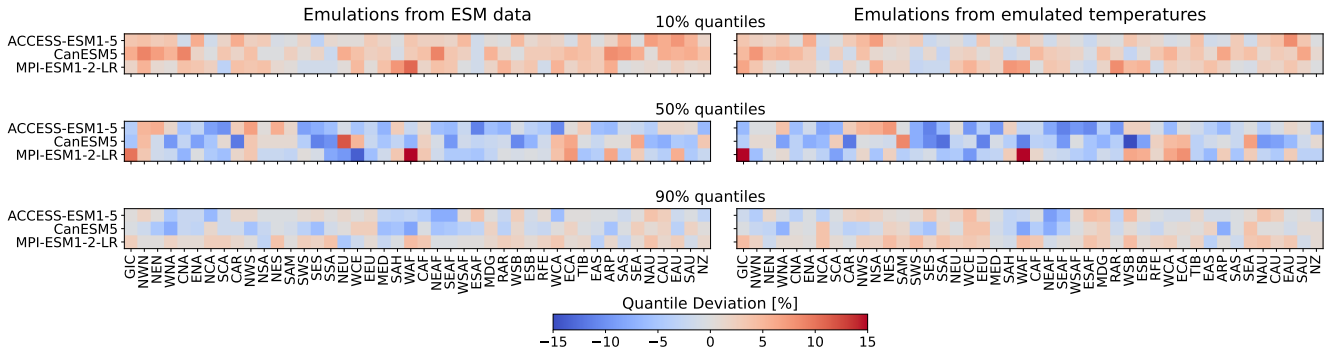 Emulations from ESM data
Emulations from emulated temperatures
10% quantiles
ACCESS-ESM1-5
CanESM5
MPI-ESM1-2-LR
50% quantiles
ACCESS-ESM1-5
CanESM5
MPI-ESM1-2-LR
90% quantiles
ACCESS-ESM1-5
CanESM5
MPI-ESM1-2-LR
GIC NWN NEN WNA CNA ENA NCA SCA CAR NWS NSA NES SAM SWS SES SSA NEU WCE EEU MED SAH WAF CAF NEAF SEAF WSAF ESAF MDG RAR WSB ESB RFE WCA ECA TIB EAS ARP SAS SEA NAU CAU EAU SAU NZ
GIC NWN NEN WNA CNA ENA NCA SCA CAR NWS NSA NES SAM SWS SES SSA NEU WCE EEU MED SAH WAF CAF NEAF SEAF WSAF ESAF MDG RAR WSB ESB RFE WCA ECA TIB EAS ARP SAS SEA NAU CAU EAU SAU NZ
Quantile Deviation [%]
−15 −10 −5 0 5 10 15